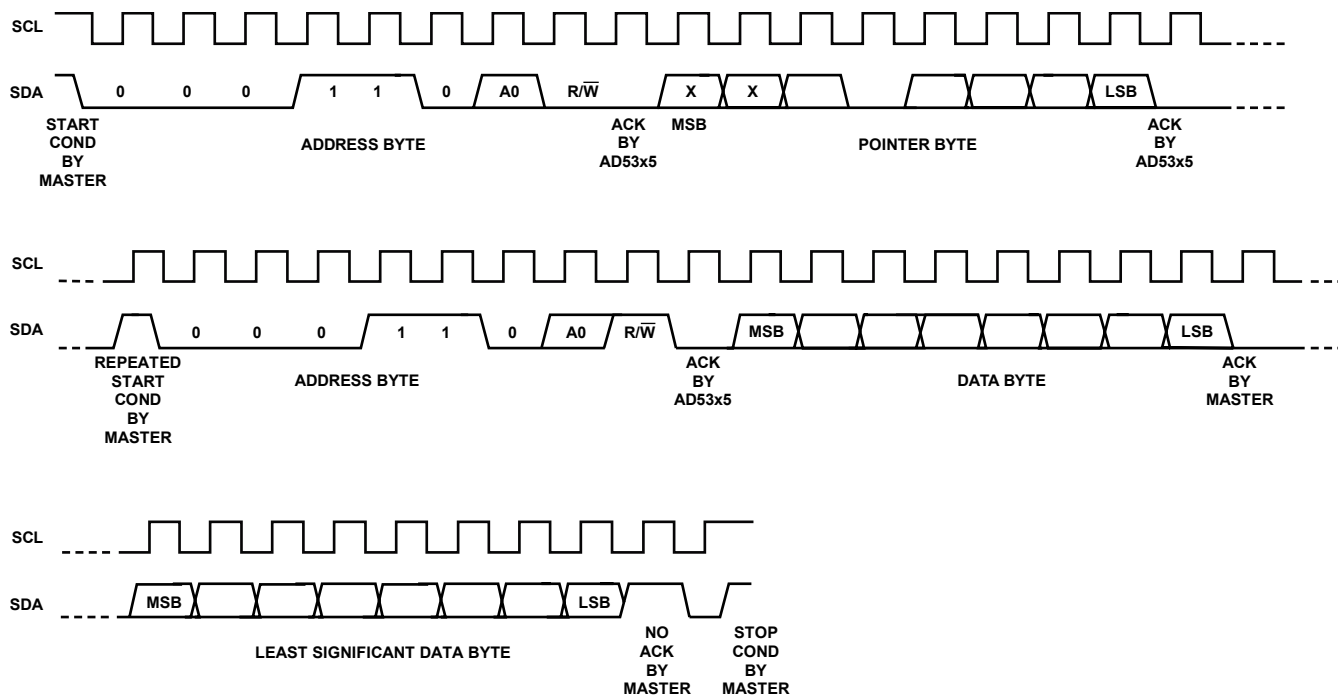 SCL
SDA 0 0 0 1 1 0 A0 R/W̅ X X LSB
START
COND
BY
MASTER
ADDRESS BYTE
ACK
BY
AD53x5
MSB
POINTER BYTE
ACK
BY
AD53x5
SCL
SDA 0 0 0 1 1 0 A0 R/W̅ MSB LSB
REPEATED
START
COND
BY
MASTER
ADDRESS BYTE
ACK
BY
AD53x5
DATA BYTE
ACK
BY
MASTER
SCL
SDA MSB LSB
LEAST SIGNIFICANT DATA BYTE
NO
ACK
BY
MASTER
STOP
COND
BY
MASTER